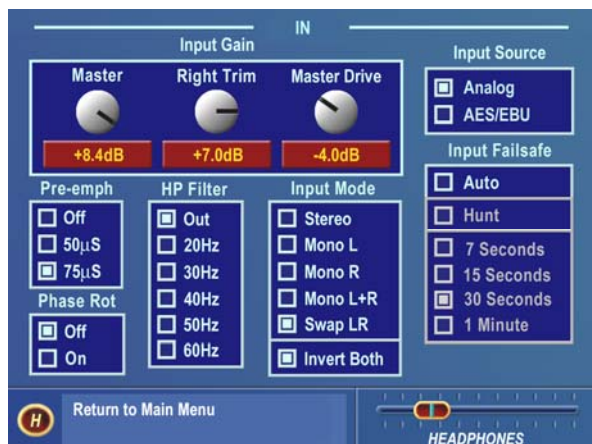 IN
Input Gain
Master Right Trim Master Drive
+8.4dB +7.0dB -4.0dB
Input Source
Analog
AES/EBU
Pre-emph
Off
50µS
75µS
Phase Rot
Off
On
HP Filter
Out
20Hz
30Hz
40Hz
50Hz
60Hz
Input Mode
Stereo
Mono L
Mono R
Mono L+R
Swap LR
Invert Both
Input Failsafe
Auto
Hunt
7 Seconds
15 Seconds
30 Seconds
1 Minute
H
Return to Main Menu
HEADPHONES